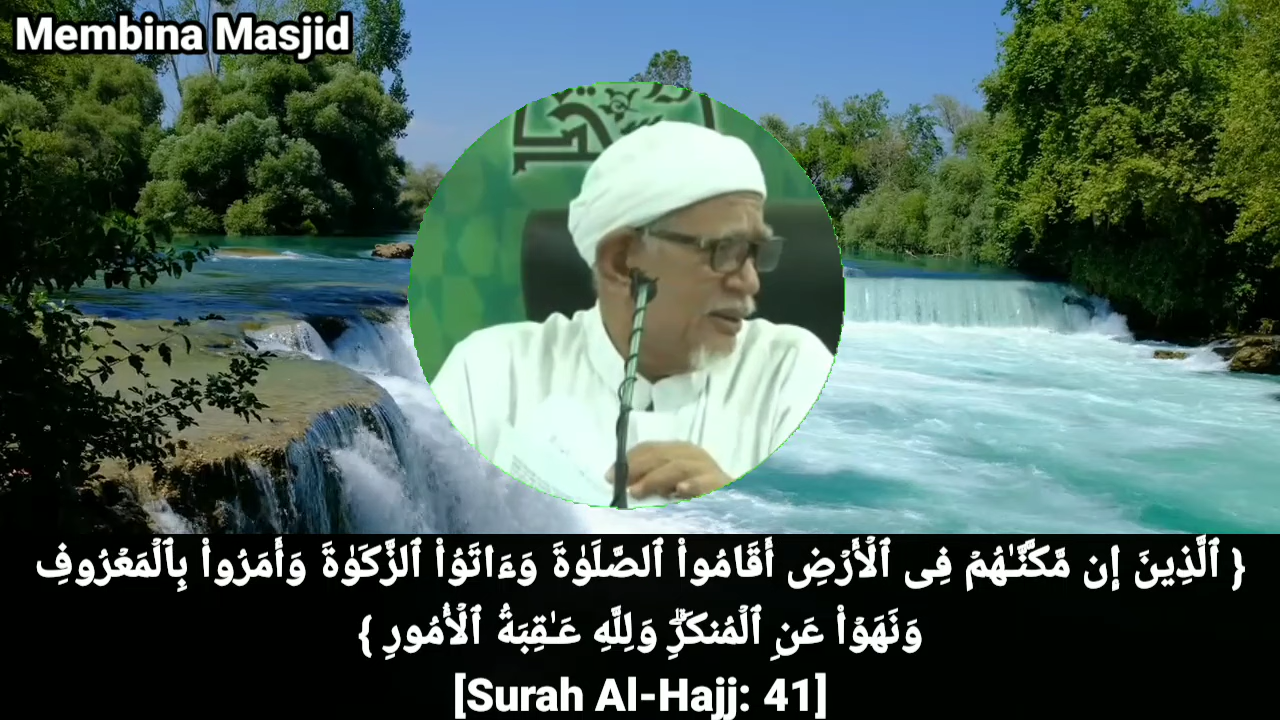 Membina Masjid
﴿ ٱلَّذِينَ إِن مَّكَّنَّـٰهُمۡ فِی ٱلۡأَرۡضِ أَقَامُوا۟ ٱلصَّلَوٰةَ وَءَاتَوُا۟ ٱلزَّكَوٰةَ وَأَمَرُوا۟ بِٱلۡمَعۡرُوفِ
وَنَهَوۡا۟ عَنِ ٱلۡمُنكَرِۗ وَلِلَّهِ عَـٰقِبَةُ ٱلۡأُمُورِ ﴾
[Surah Al-Hajj: 41]